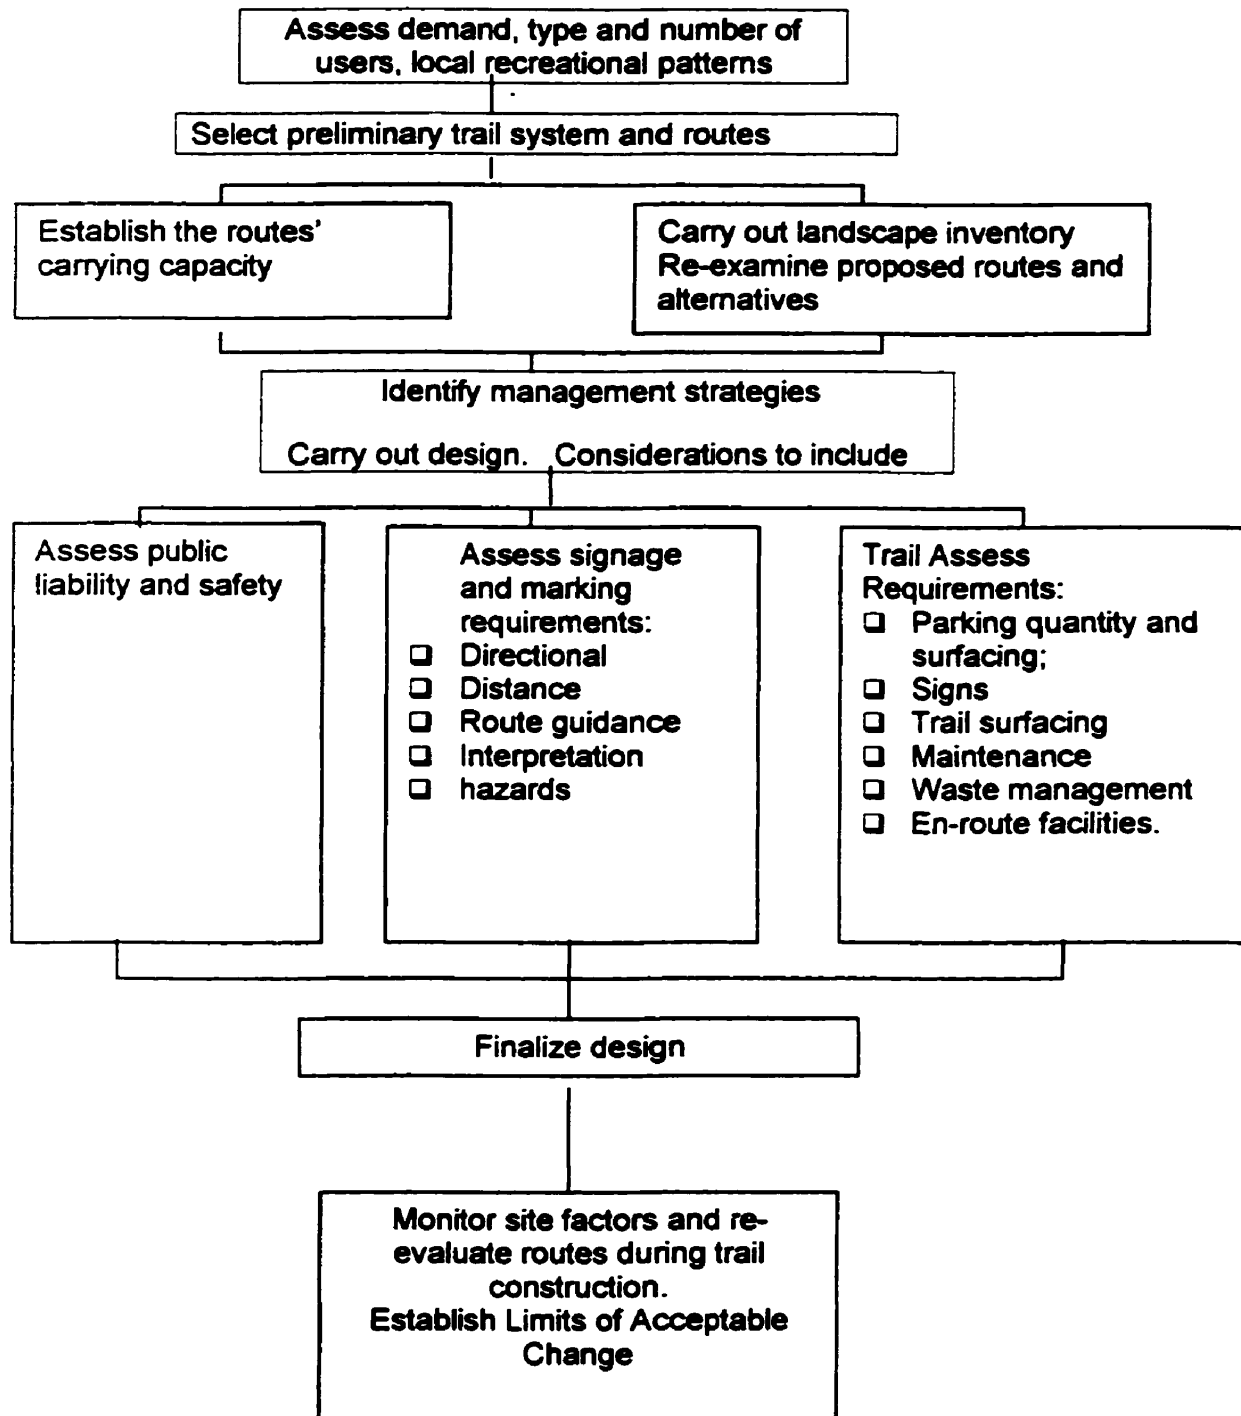 Assess demand, type and number of
users, local recreational patterns
Select preliminary trail system and routes
Establish the routes'
carrying capacity
Carry out landscape inventory
Re-examine proposed routes and
alternatives
Identify management strategies
Carry out design. Considerations to include
Assess public
liability and safety
Assess signage
and marking
requirements:
❑ Directional
❑ Distance
❑ Route guidance
❑ Interpretation
❑ hazards
Trail Assess
Requirements:
❑ Parking quantity and
surfacing;
❑ Signs
❑ Trail surfacing
❑ Maintenance
❑ Waste management
❑ En-route facilities.
Finalize design
Monitor site factors and re-
evaluate routes during trail
construction.
Establish Limits of Acceptable
Change